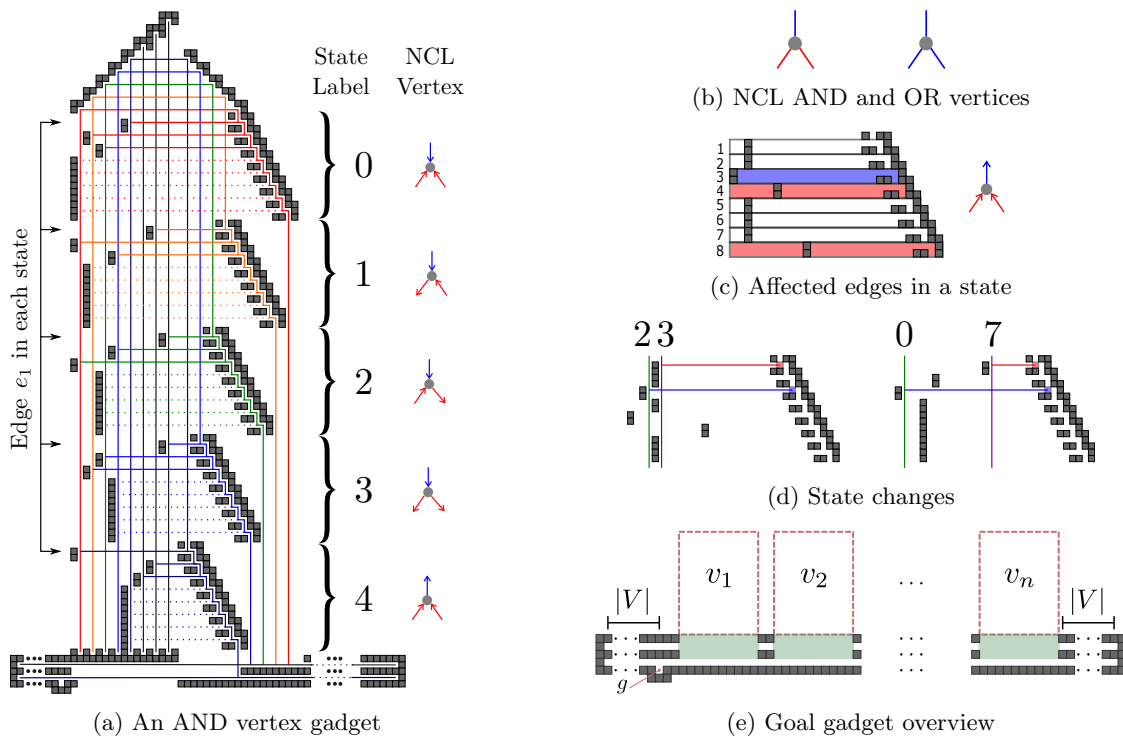 State
Label
NCL
Vertex
Edge e₁ in each state
0
1
2
3
4
(a) An AND vertex gadget
(b) NCL AND and OR vertices
1
2
3
4
5
6
7
8
(c) Affected edges in a state
2 3
0
7
(d) State changes
v₁
v₂
...
vₙ
|V|
|V|
...
g
(e) Goal gadget overview